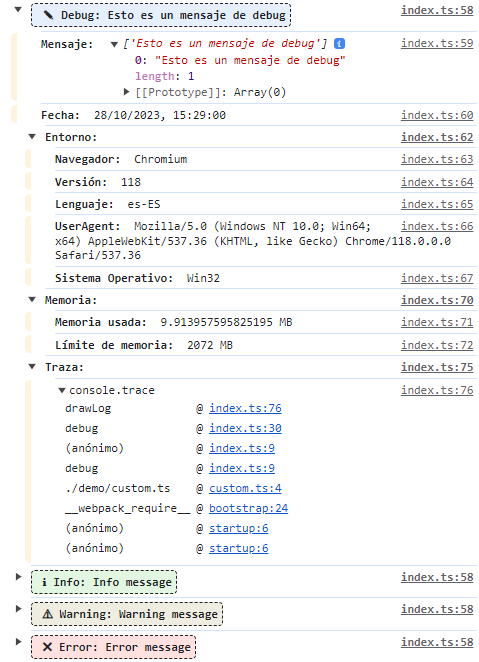 ✎ Debug: Esto es un mensaje de debug index.ts:58
Mensaje: ['Esto es un mensaje de debug'] i index.ts:59
0: "Esto es un mensaje de debug"
length: 1
[[Prototype]]: Array(0)
Fecha: 28/10/2023, 15:29:00 index.ts:60
Entorno: index.ts:62
Navegador: Chromium index.ts:63
Versión: 118 index.ts:64
Lenguaje: es-ES index.ts:65
UserAgent: Mozilla/5.0 (Windows NT 10.0; Win64; index.ts:66
x64) AppleWebKit/537.36 (KHTML, like Gecko) Chrome/118.0.0.0
Safari/537.36
Sistema Operativo: Win32 index.ts:67
Memoria: index.ts:70
Memoria usada: 9.913957595825195 MB index.ts:71
Límite de memoria: 2072 MB index.ts:72
Traza: index.ts:75
console.trace index.ts:76
drawLog @ index.ts:76
debug @ index.ts:30
(anónimo) @ index.ts:9
debug @ index.ts:9
./demo/custom.ts @ custom.ts:4
__webpack_require__ @ bootstrap:24
(anónimo) @ startup:6
(anónimo) @ startup:6
ℹ Info: Info message index.ts:58
⚠ Warning: Warning message index.ts:58
✖ Error: Error message index.ts:58